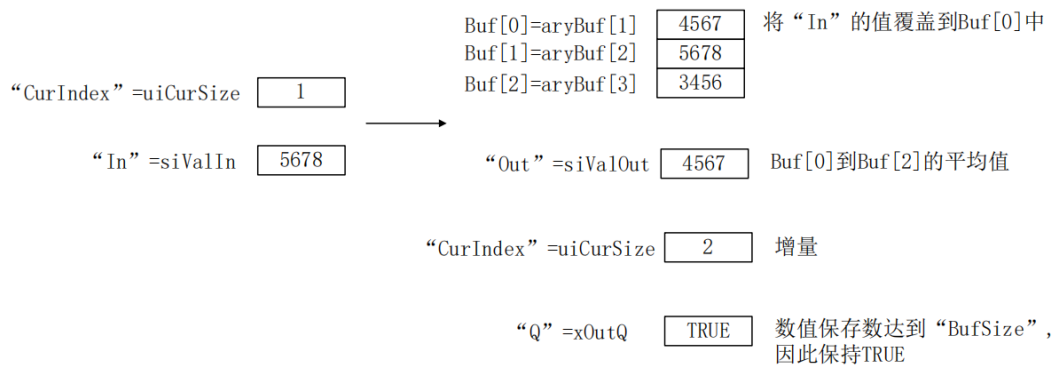 Buf[0]=aryBuf[1] 4567 将“In”的值覆盖到Buf[0]中
Buf[1]=aryBuf[2] 5678
Buf[2]=aryBuf[3] 3456
“CurIndex”=uiCurSize 1
“In”=siValIn 5678
“Out”=siValOut 4567 Buf[0]到Buf[2]的平均值
“CurIndex”=uiCurSize 2 增量
“Q”=xOutQ TRUE 数值保存数达到“BufSize”,
因此保持TRUE